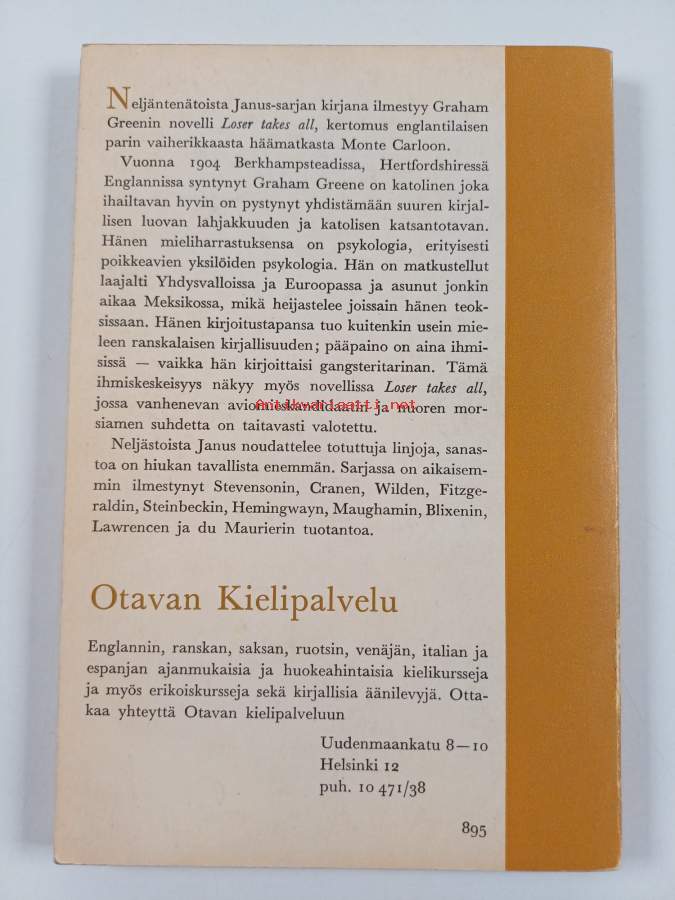 Neljäntenätoista Janus-sarjan kirjana ilmestyy Graham
Greenin novelli Loser takes all, kertomus englantilaisen
parin vaiherikkaasta häämatkasta Monte Carloon.
Vuonna 1904 Berkhampsteadissa, Hertfordshiressä
Englannissa syntynyt Graham Greene on katolinen joka
ihailtavan hyvin on pystynyt yhdistämään suuren kirjal-
lisen luovan lahjakkuuden ja katolisen katsantotavan.
Hänen mieliharrastuksensa on psykologia, erityisesti
poikkeavien yksilöiden psykologia. Hän on matkustellut
laajalti Yhdysvalloissa ja Euroopassa ja asunut jonkin
aikaa Meksikossa, mikä heijastelee joissain hänen teok-
sissaan. Hänen kirjoitustapansa tuo kuitenkin usein mie-
leen ranskalaisen kirjallisuuden; pääpaino on aina ihmi-
sissä — vaikka hän kirjoittaisi gangsteritarinan. Tämä
ihmiskeskeisyys näkyy myös novellissa Loser takes all,
jossa vanhenevan aviomieskandidaatin ja nuoren mor-
antikvariaatti.net
siamen suhdetta on taitavasti valotettu.
Neljästoista Janus noudattelee totuttuja linjoja, sanas-
toa on hiukan tavallista enemmän. Sarjassa on aikaisem-
min ilmestynyt Stevensonin, Cranen, Wilden, Fitzge-
raldin, Steinbeckin, Hemingwayn, Maughamin, Blixenin,
Lawrencen ja du Maurierin tuotantoa.
Otavan Kielipalvelu
Englannin, ranskan, saksan, ruotsin, venäjän, italian ja
espanjan ajanmukaisia ja huokeahintaisia kielikursseja
ja myös erikoiskursseja sekä kirjallisia äänilevyjä. Otta-
kaa yhteyttä Otavan kielipalveluun
Uudenmaankatu 8—10
Helsinki 12
puh. 10 471/38
895